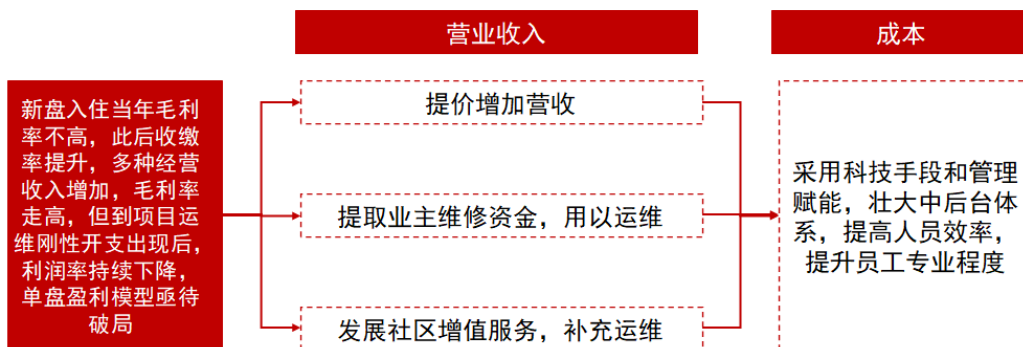 营业收入
成本
新盘入住当年毛利
率不高，此后收缴
率提升，多种经营
收入增加，毛利率
走高，但到项目运
维刚性开支出现后，
利润率持续下降，
单盘盈利模型亟待
破局
提价增加营收
提取业主维修资金，用以运维
发展社区增值服务，补充运维
采用科技手段和管理
赋能，壮大中后台体
系，提高人员效率，
提升员工专业程度